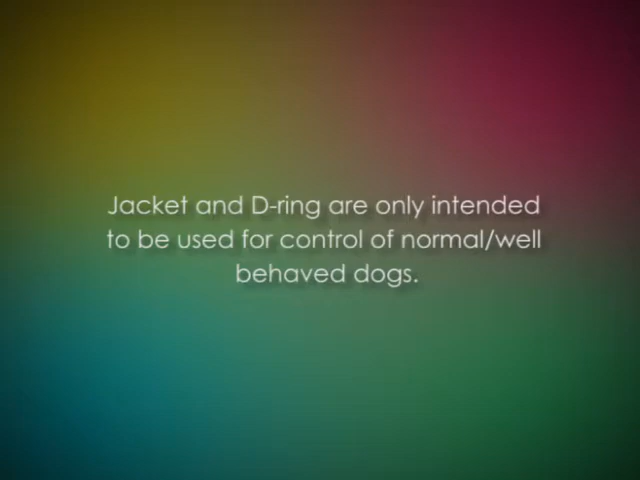 Jacket and D-ring are only intended
to be used for control of normal/well
behaved dogs.